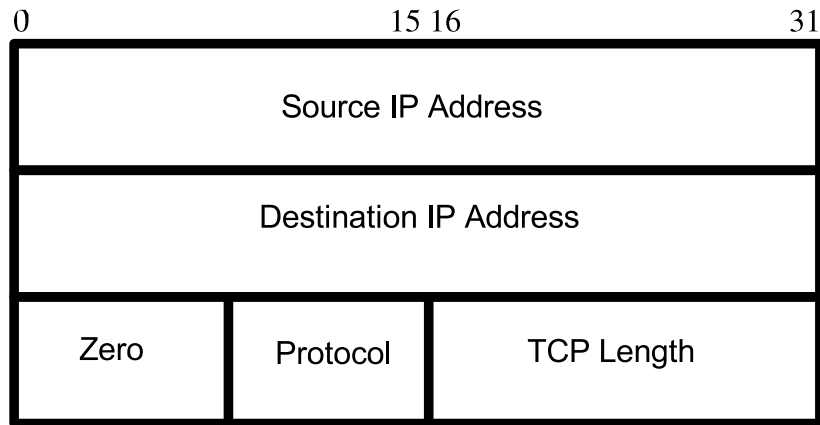 0 15 16 31
Source IP Address
Destination IP Address
Zero Protocol TCP Length